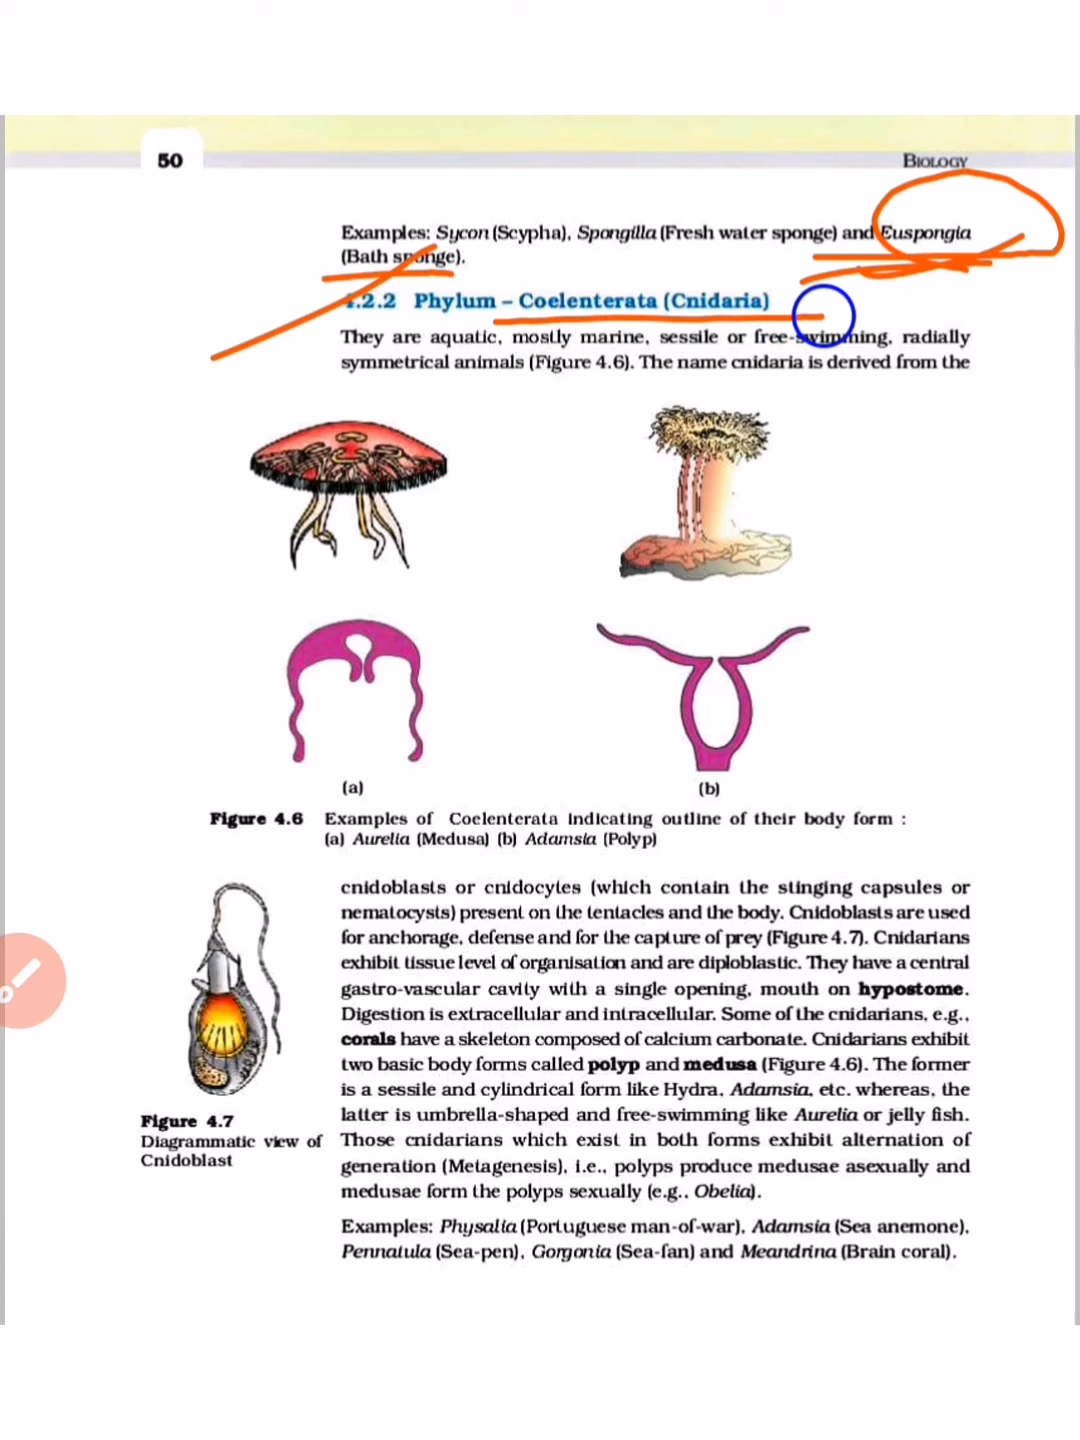 50
BIOLOGY
Examples: Sycon (Scypha), Spongilla (Fresh water sponge) and Euspongia
(Bath sponge).
4.2.2 Phylum – Coelenterata (Cnidaria)
They are aquatic, mostly marine, sessile or free-swimming, radially
symmetrical animals (Figure 4.6). The name cnidaria is derived from the
(a)
(b)
Figure 4.6 Examples of Coelenterata indicating outline of their body form :
(a) Aurelia (Medusa) (b) Adamsia (Polyp)
cnidoblasts or cnidocytes (which contain the stinging capsules or
nematocysts) present on the tentacles and the body. Cnidoblasts are used
for anchorage, defense and for the capture of prey (Figure 4.7). Cnidarians
exhibit tissue level of organisation and are diploblastic. They have a central
gastro-vascular cavity with a single opening, mouth on hypostome.
Digestion is extracellular and intracellular. Some of the cnidarians, e.g.,
corals have a skeleton composed of calcium carbonate. Cnidarians exhibit
two basic body forms called polyp and medusa (Figure 4.6). The former
is a sessile and cylindrical form like Hydra, Adamsia, etc. whereas, the
latter is umbrella-shaped and free-swimming like Aurelia or jelly fish.
Those cnidarians which exist in both forms exhibit alternation of
generation (Metagenesis), i.e., polyps produce medusae asexually and
medusae form the polyps sexually (e.g., Obelia).
Examples: Physalia (Portuguese man-of-war), Adamsia (Sea anemone),
Pennatula (Sea-pen), Gorgonia (Sea-fan) and Meandrina (Brain coral).
Figure 4.7
Diagrammatic view of
Cnidoblast